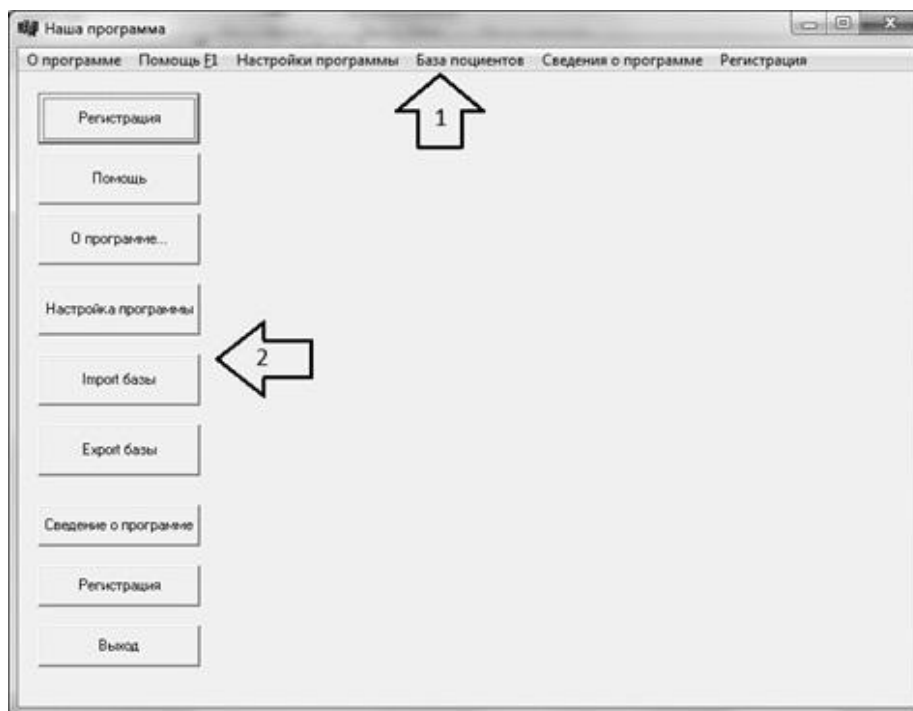 Наша программа
О программе Помощь F1 Настройки программы База поциентов Сведения о программе Регистрация
1
Регистрация
Помощь
О программе...
Настройка программы
2
Import базы
Export базы
Сведение о программе
Регистрация
Выход